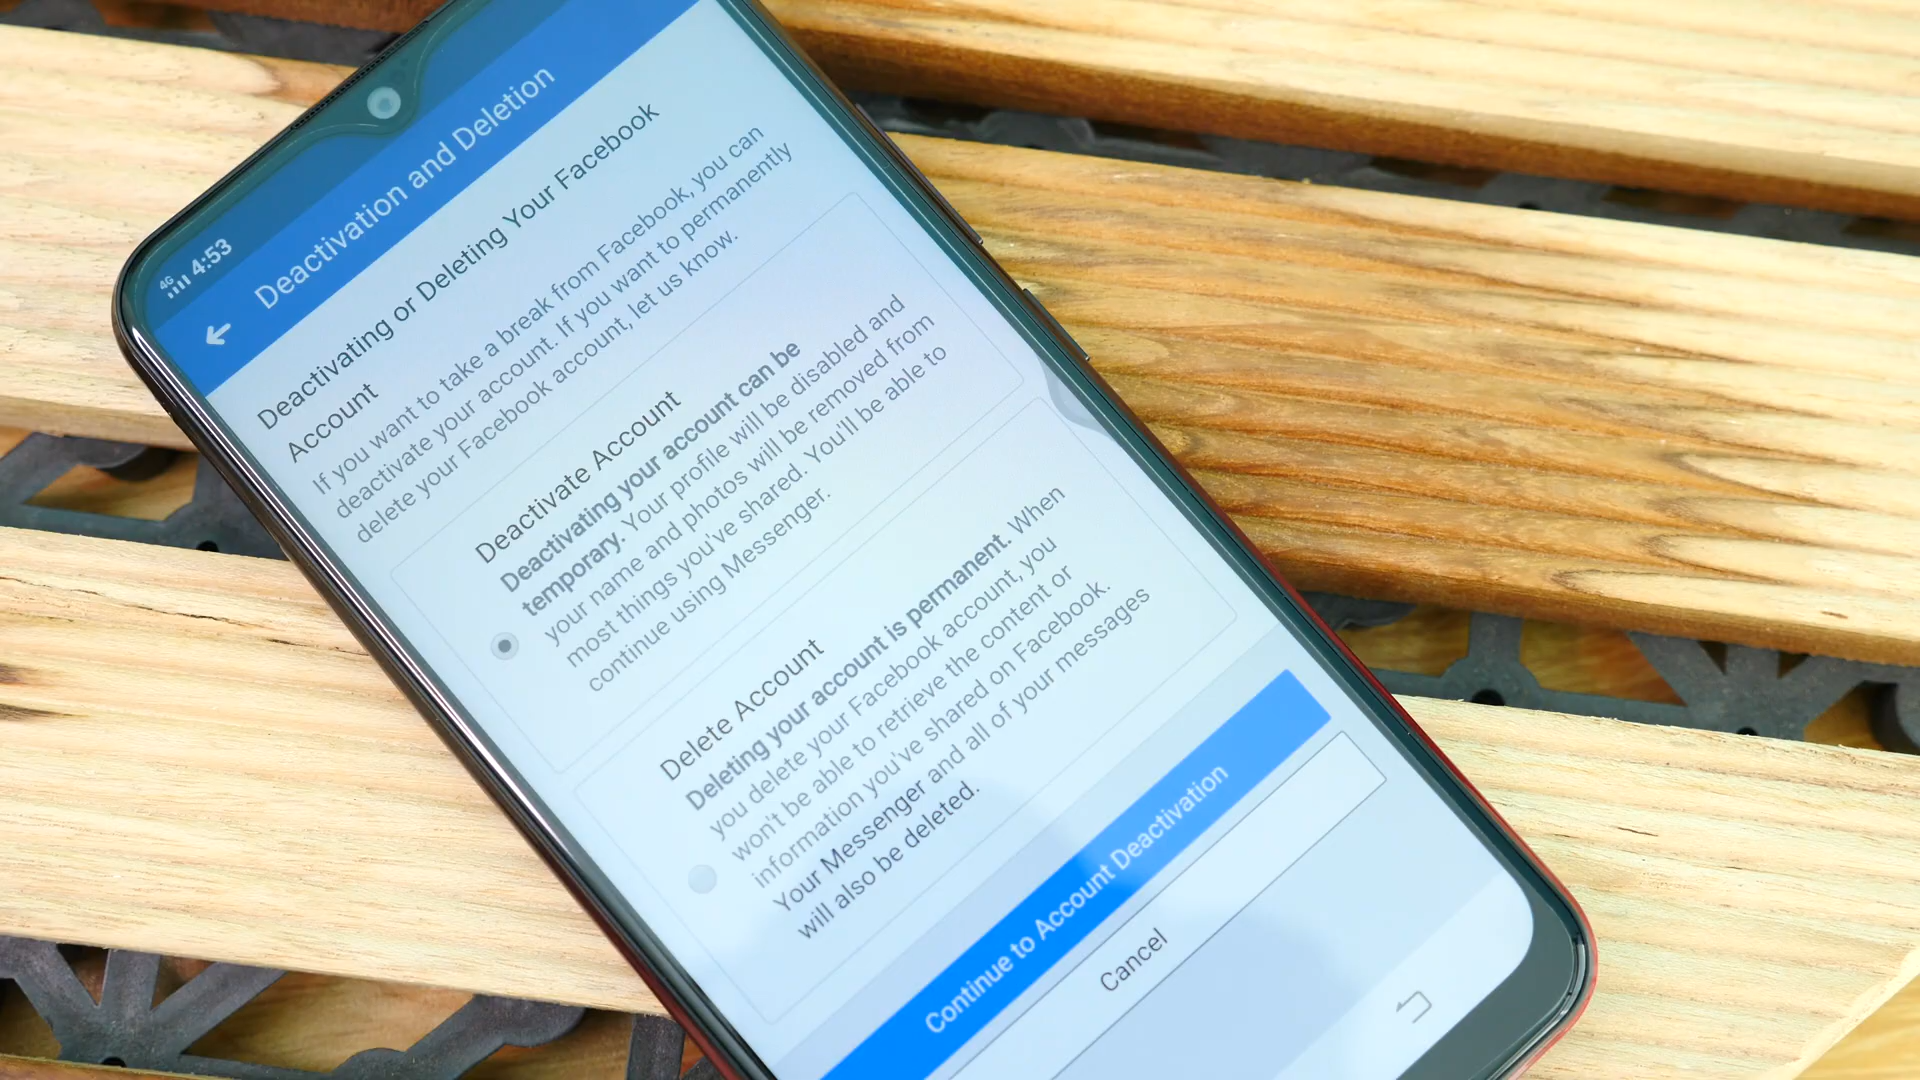 4G 4:53
Deactivation and Deletion
Deactivating or Deleting Your Facebook
Account
If you want to take a break from Facebook, you can
deactivate your account. If you want to permanently
delete your Facebook account, let us know.
Deactivate Account
Deactivating your account can be
temporary. Your profile will be disabled and
your name and photos will be removed from
most things you've shared. You'll be able to
continue using Messenger.
Delete Account
Deleting your account is permanent. When
you delete your Facebook account, you
won't be able to retrieve the content or
information you've shared on Facebook.
Your Messenger and all of your messages
will also be deleted.
Continue to Account Deactivation
Cancel